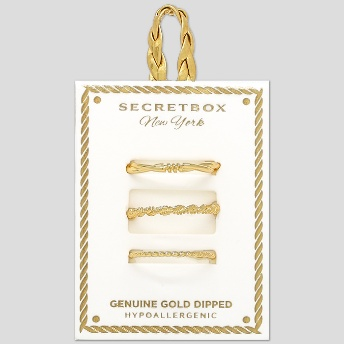 SECRETBOX
New York
GENUINE GOLD DIPPED
HYPOALLERGENIC